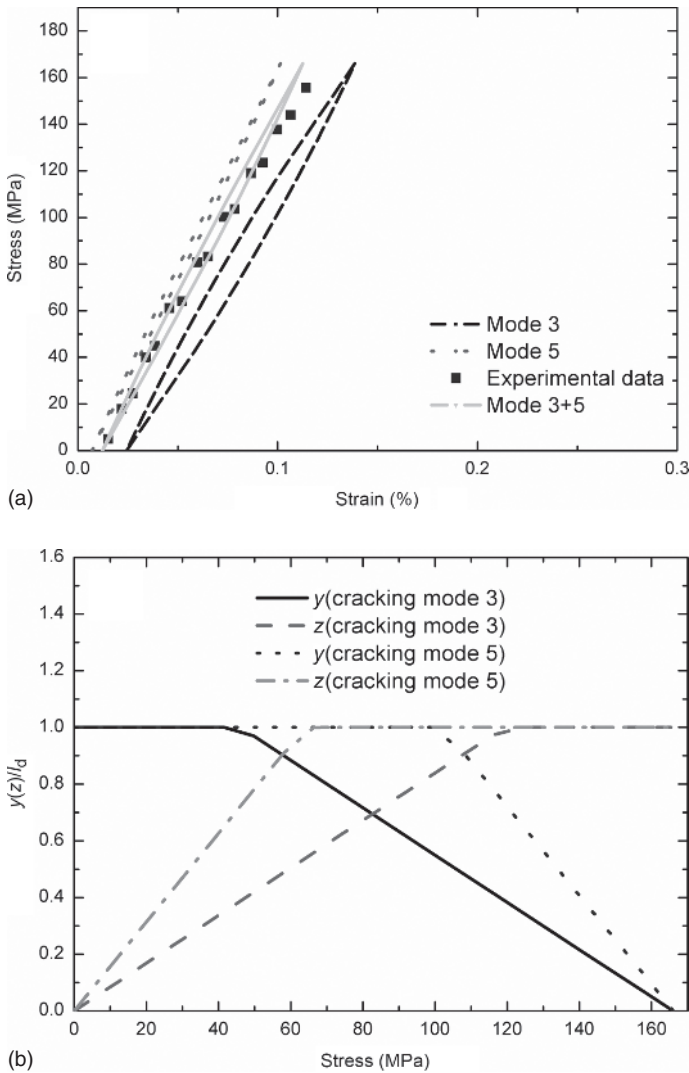 180
160
140
120
100
80
60
40
20
0
Stress (MPa)
Mode 3
Mode 5
Experimental data
Mode 3+5
0.0
0.1
0.2
0.3
Strain (%)
(a)
1.6
1.4
1.2
1.0
0.8
0.6
0.4
0.2
0.0
y(z)/l_d
y(cracking mode 3)
z(cracking mode 3)
y(cracking mode 5)
z(cracking mode 5)
0
20
40
60
80
100
120
140
160
Stress (MPa)
(b)